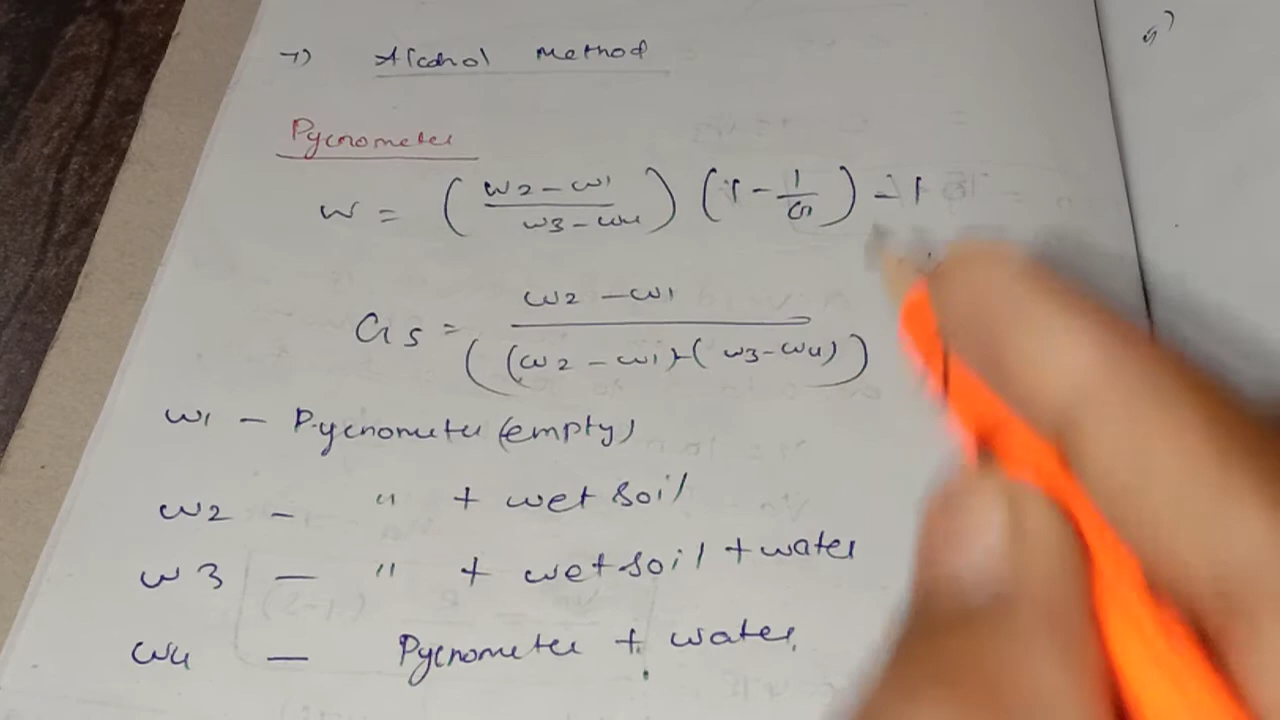 7) Alcohol Method
Pycnometer
w = ( w2 - w1 / w3 - w4 ) ( 1 - 1/G ) - 1
Gs = w2 - w1 / ( (w2 - w1) - ( w3 - w4) )
w1 - Pycnometer (empty)
w2 - " + wet soil
w3 - " + wet soil + water
w4 - Pycnometer + water